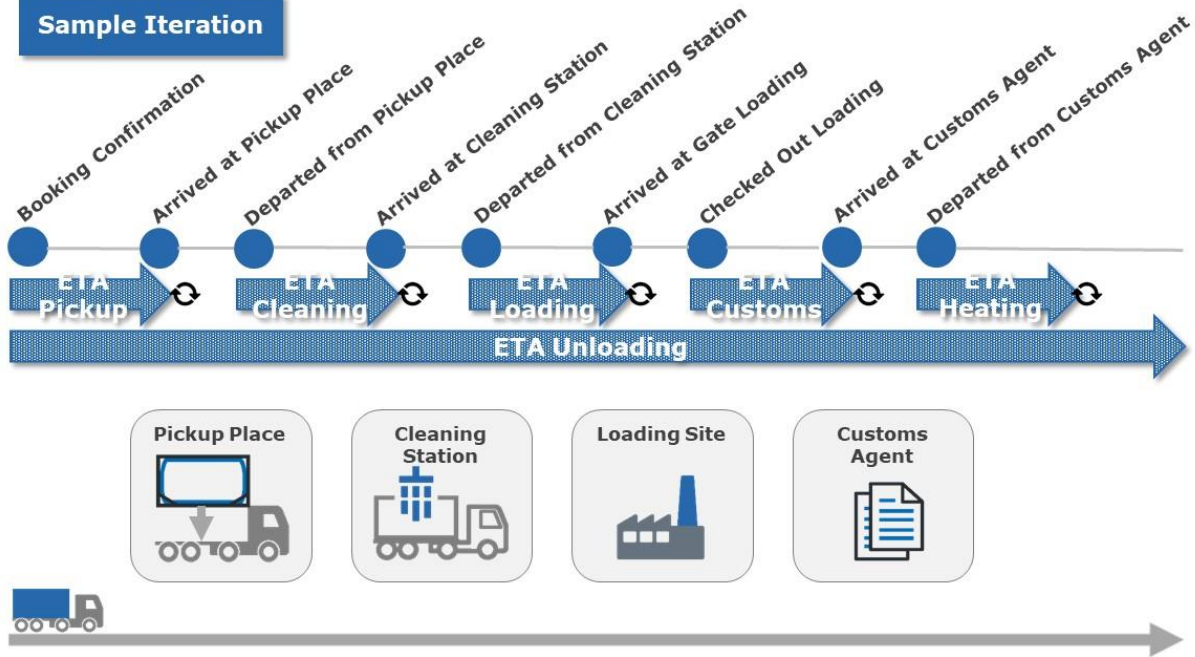 Sample Iteration
Booking Confirmation
Arrived at Pickup Place
Departed from Pickup Place
Arrived at Cleaning Station
Departed from Cleaning Station
Arrived at Gate Loading
Checked Out Loading
Arrived at Customs Agent
Departed from Customs Agent
ETA
Pickup
ETA
Cleaning
ETA
Loading
ETA
Customs
ETA
Heating
ETA Unloading
Pickup Place
Cleaning
Station
Loading Site
Customs
Agent